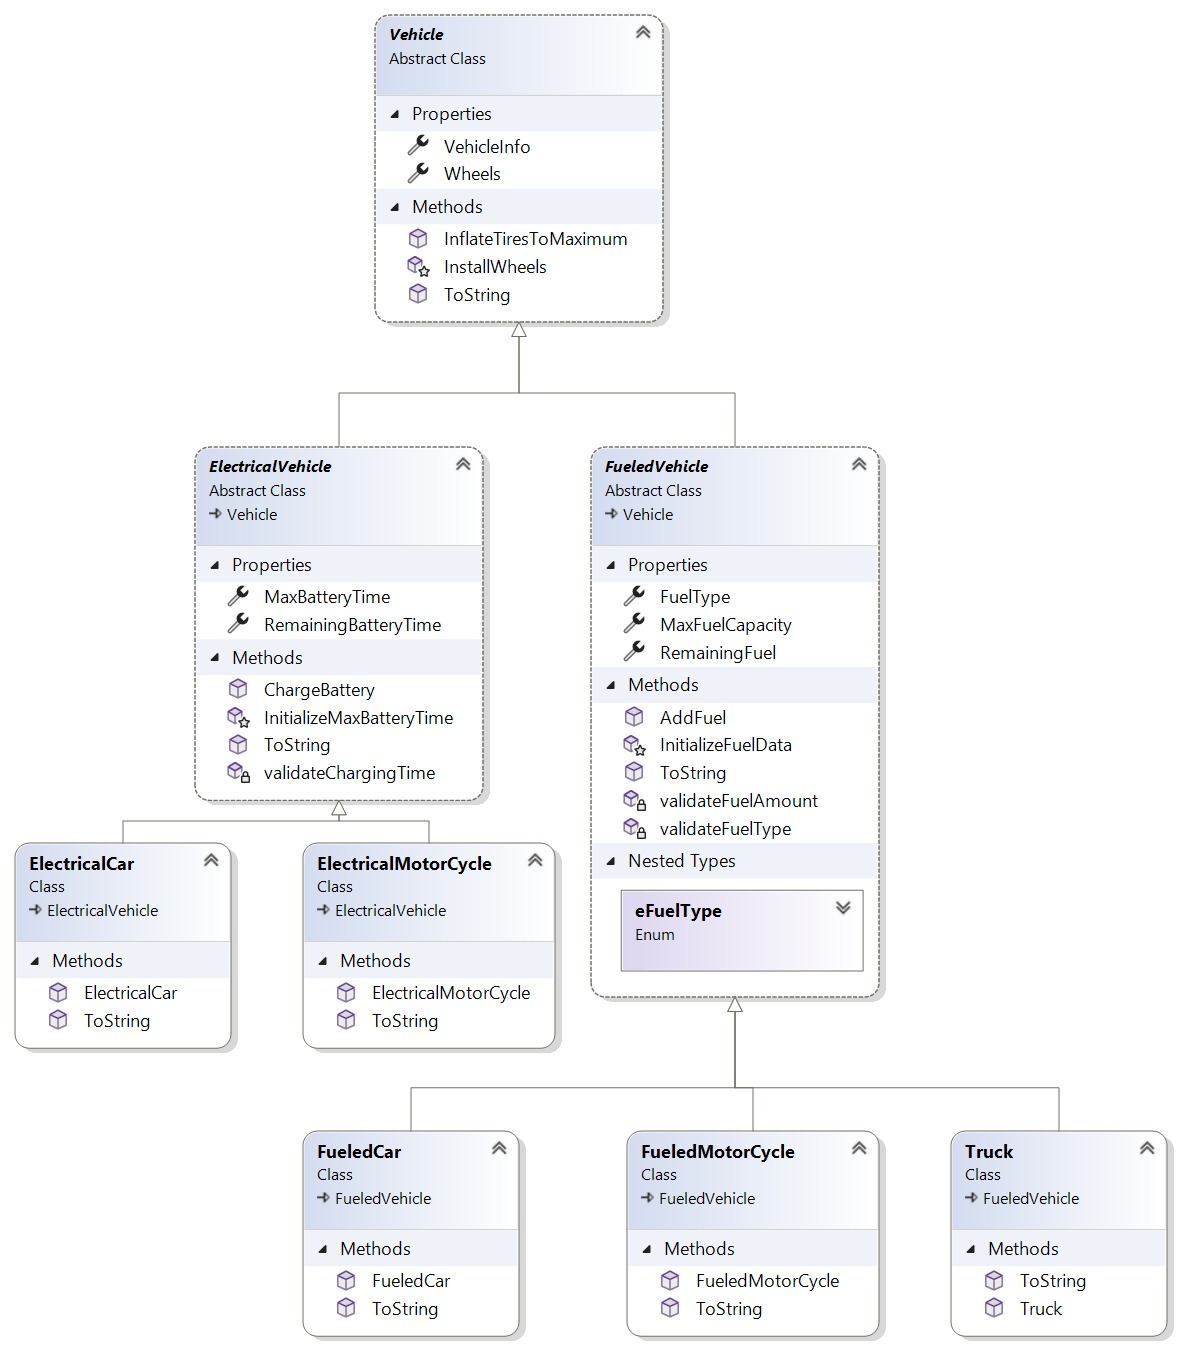 Vehicle
Abstract Class
Properties
VehicleInfo
Wheels
Methods
InflateTiresToMaximum
InstallWheels
ToString
ElectricalVehicle
Abstract Class
Vehicle
Properties
MaxBatteryTime
RemainingBatteryTime
Methods
ChargeBattery
InitializeMaxBatteryTime
ToString
validateChargingTime
FueledVehicle
Abstract Class
Vehicle
Properties
FuelType
MaxFuelCapacity
RemainingFuel
Methods
AddFuel
InitializeFuelData
ToString
validateFuelAmount
validateFuelType
Nested Types
eFuelType
Enum
ElectricalCar
Class
ElectricalVehicle
Methods
ElectricalCar
ToString
ElectricalMotorCycle
Class
ElectricalVehicle
Methods
ElectricalMotorCycle
ToString
FueledCar
Class
FueledVehicle
Methods
FueledCar
ToString
FueledMotorCycle
Class
FueledVehicle
Methods
FueledMotorCycle
ToString
Truck
Class
FueledVehicle
Methods
ToString
Truck